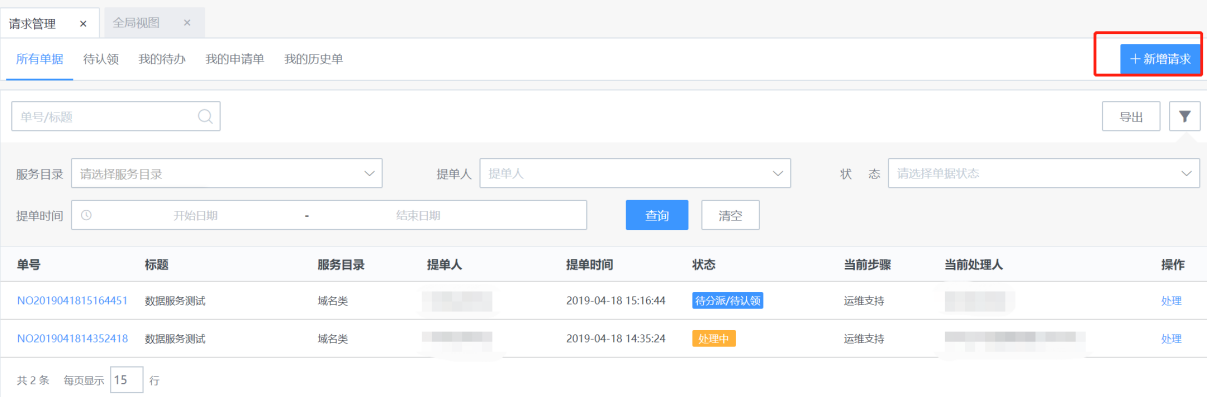 请求管理 × 全局视图 ×
所有单据 待认领 我的待办 我的申请单 我的历史单 + 新增请求
单号/标题 导出
服务目录 请选择服务目录 提单人 提单人 状 态 请选择单据状态
提单时间 开始日期 - 结束日期 查询 清空
单号 标题 服务目录 提单人 提单时间 状态 当前步骤 当前处理人 操作
NO2019041815164451 数据服务测试 域名类 2019-04-18 15:16:44 待分派/待认领 运维支持 处理
NO2019041814352418 数据服务测试 域名类 2019-04-18 14:35:24 处理中 运维支持 处理
共 2 条 每页显示 15 行